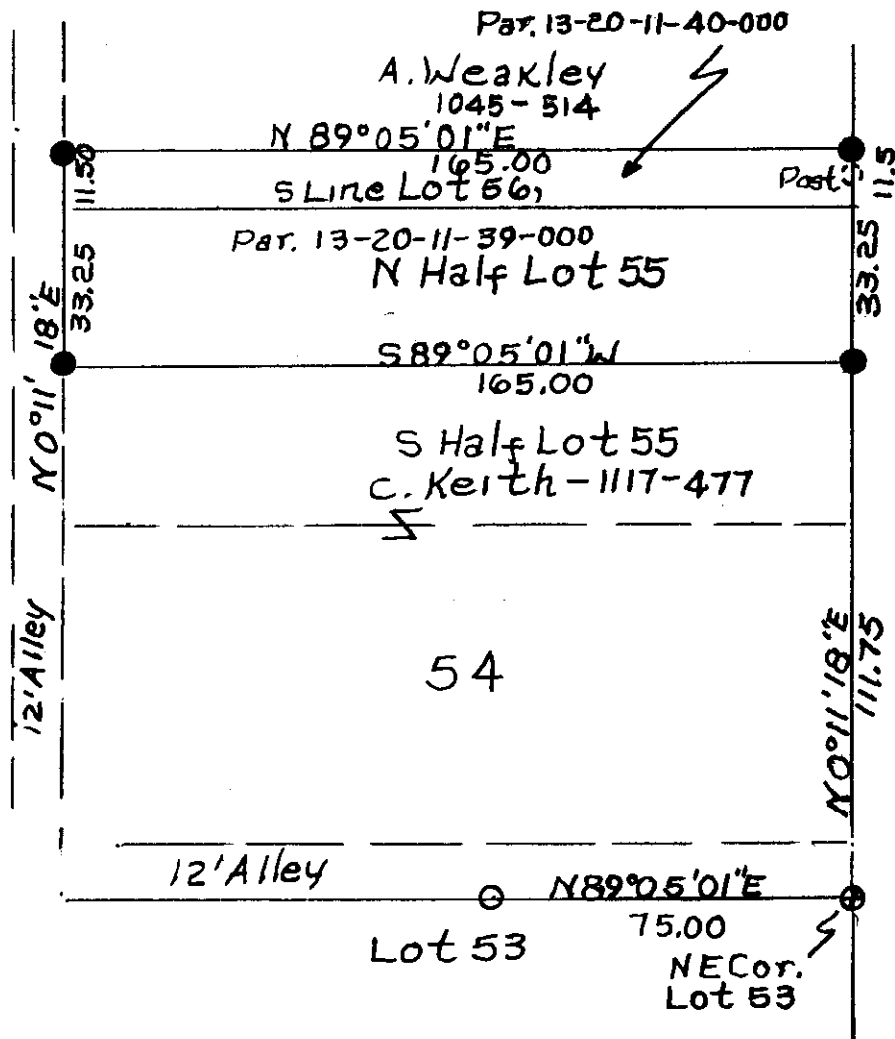 Par. 13-20-11-40-000
A. Weakley
1045-514
N 89°05'01"E
165.00
11.50
S Line Lot 56,
Post
11.5
Par. 13-20-11-39-000
N Half Lot 55
33.25
33.25
N0°11'18"E
S 89°05'01"W
165.00
S Half Lot 55
C. Keith-1117-477
12' Alley
54
N0°11'18"E
111.75
12' Alley
N89°05'01"E
75.00
Lot 53
NE Cor.
Lot 53